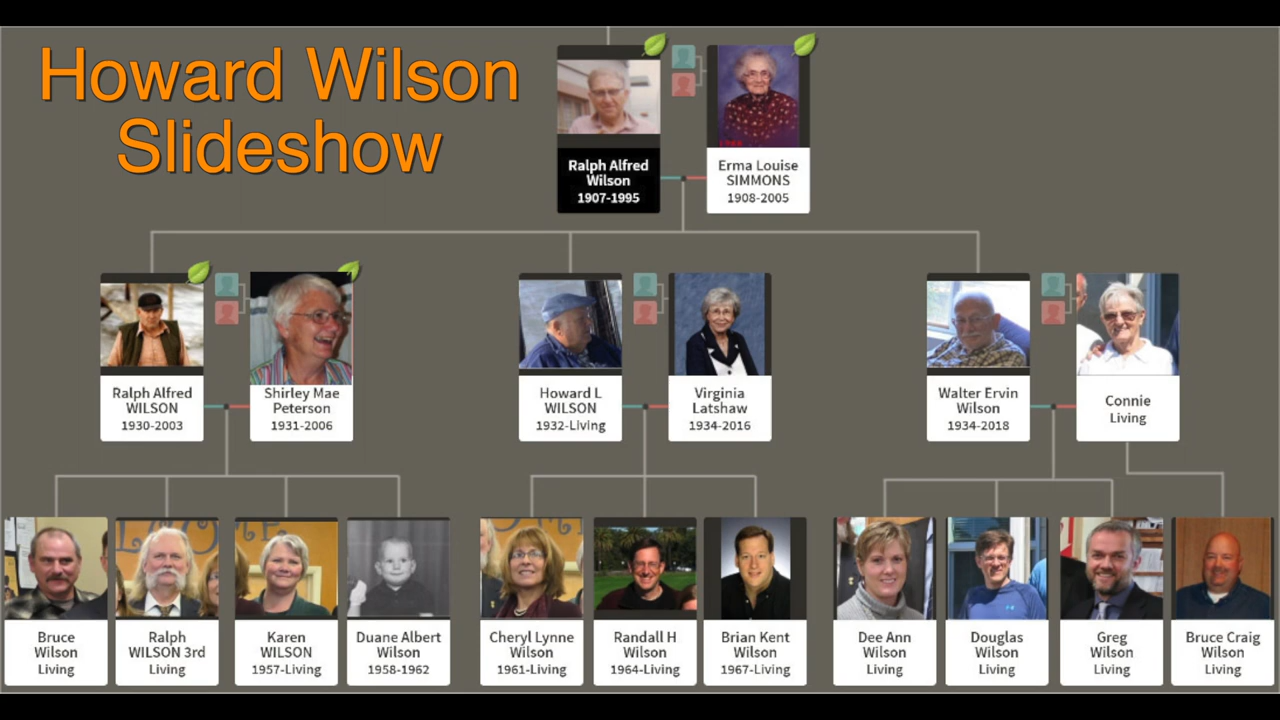 Howard Wilson
Slideshow
Ralph Alfred
Wilson
1907-1995
Erma Louise
SIMMONS
1908-2005
Ralph Alfred
WILSON
1930-2003
Shirley Mae
Peterson
1931-2006
Howard L
WILSON
1932-Living
Virginia
Latshaw
1934-2016
Walter Ervin
Wilson
1934-2018
Connie
Living
Bruce
Wilson
Living
Ralph
WILSON 3rd
Living
Karen
WILSON
1957-Living
Duane Albert
Wilson
1958-1962
Cheryl Lynne
Wilson
1961-Living
Randall H
Wilson
1964-Living
Brian Kent
Wilson
1967-Living
Dee Ann
Wilson
Living
Douglas
Wilson
Living
Greg
Wilson
Living
Bruce Craig
Wilson
Living